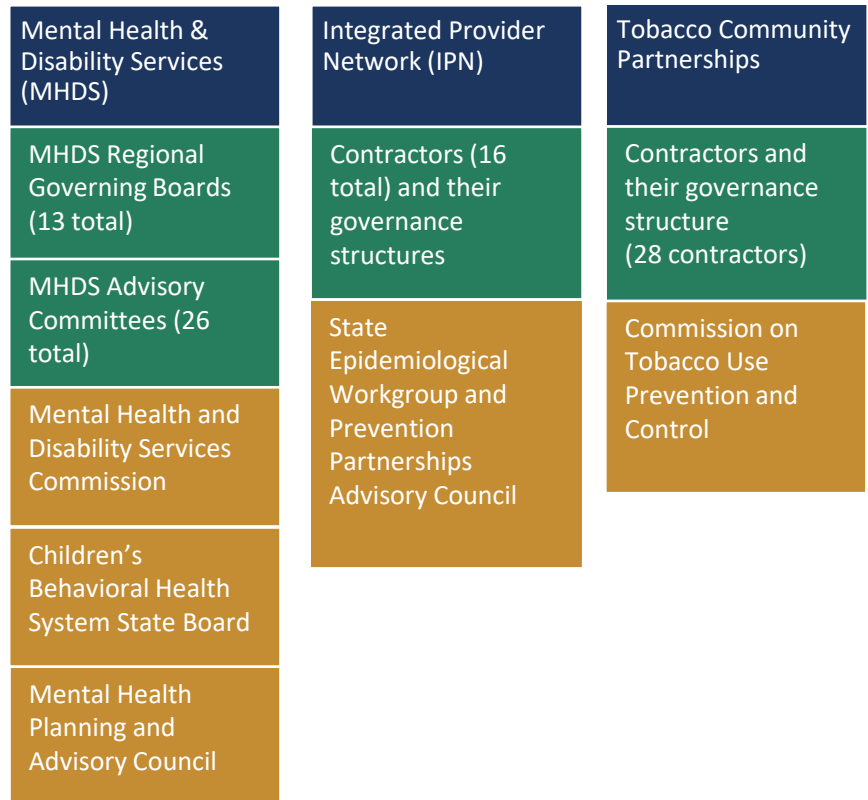 Mental Health &
Disability Services
(MHDS)
MHDS Regional
Governing Boards
(13 total)
MHDS Advisory
Committees (26
total)
Mental Health and
Disability Services
Commission
Children’s
Behavioral Health
System State Board
Mental Health
Planning and
Advisory Council
Integrated Provider
Network (IPN)
Contractors (16
total) and their
governance
structures
State
Epidemiological
Workgroup and
Prevention
Partnerships
Advisory Council
Tobacco Community
Partnerships
Contractors and
their governance
structure
(28 contractors)
Commission on
Tobacco Use
Prevention and
Control